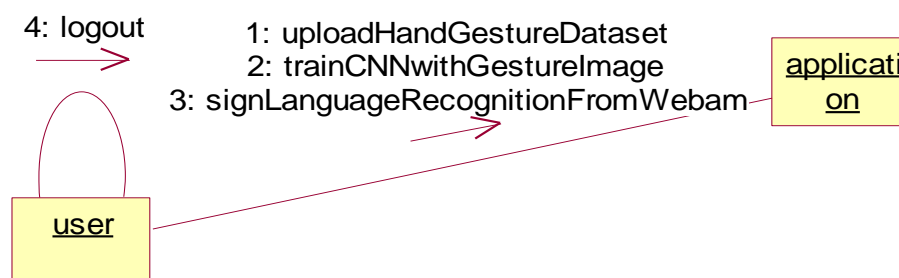 4: logout
1: uploadHandGestureDataset
2: trainCNNwithGestureImage
3: signLanguageRecognitionFromWebam
applicati
on
user